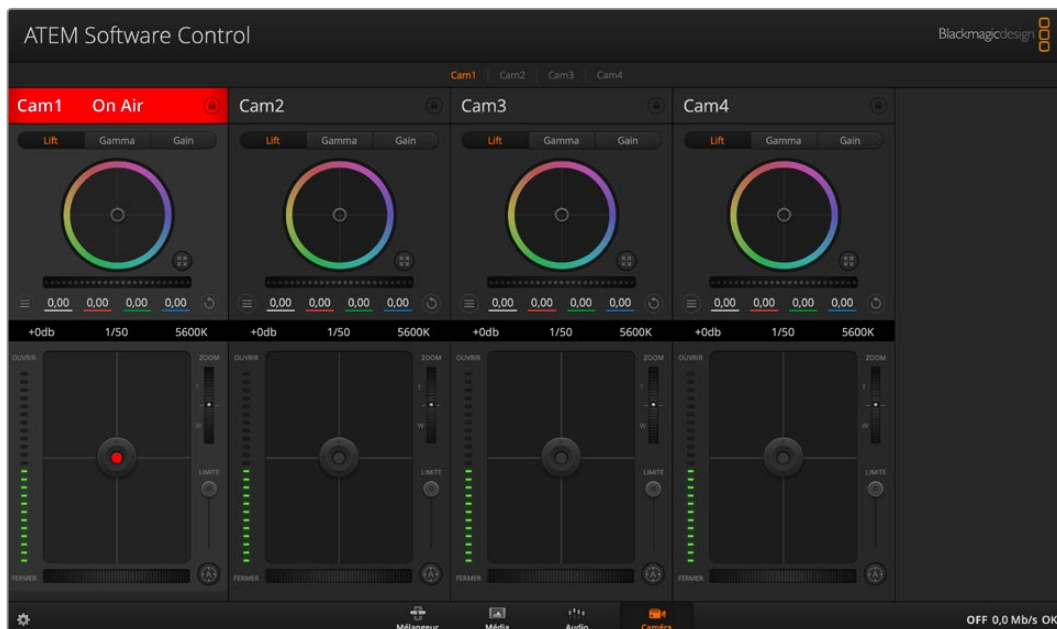 ATEM Software Control
Blackmagicdesign
Cam1 Cam2 Cam3 Cam4
Cam1 On Air Cam2 Cam3 Cam4
Lift Gamma Gain Lift Gamma Gain Lift Gamma Gain Lift Gamma Gain
0,00 0,00 0,00 0,00 0,00 0,00 0,00 0,00 0,00 0,00 0,00 0,00 0,00 0,00 0,00 0,00
+0db 1/50 5600K +0db 1/50 5600K +0db 1/50 5600K +0db 1/50 5600K
OUVRIR ZOOM OUVRIR ZOOM OUVRIR ZOOM OUVRIR ZOOM
T T T T
W W W W
LIMITE LIMITE LIMITE LIMITE
A A A A
FERMER FERMER FERMER FERMER
Mélangeur Média Audio Caméra
OFF 0,0 Mb/s OK